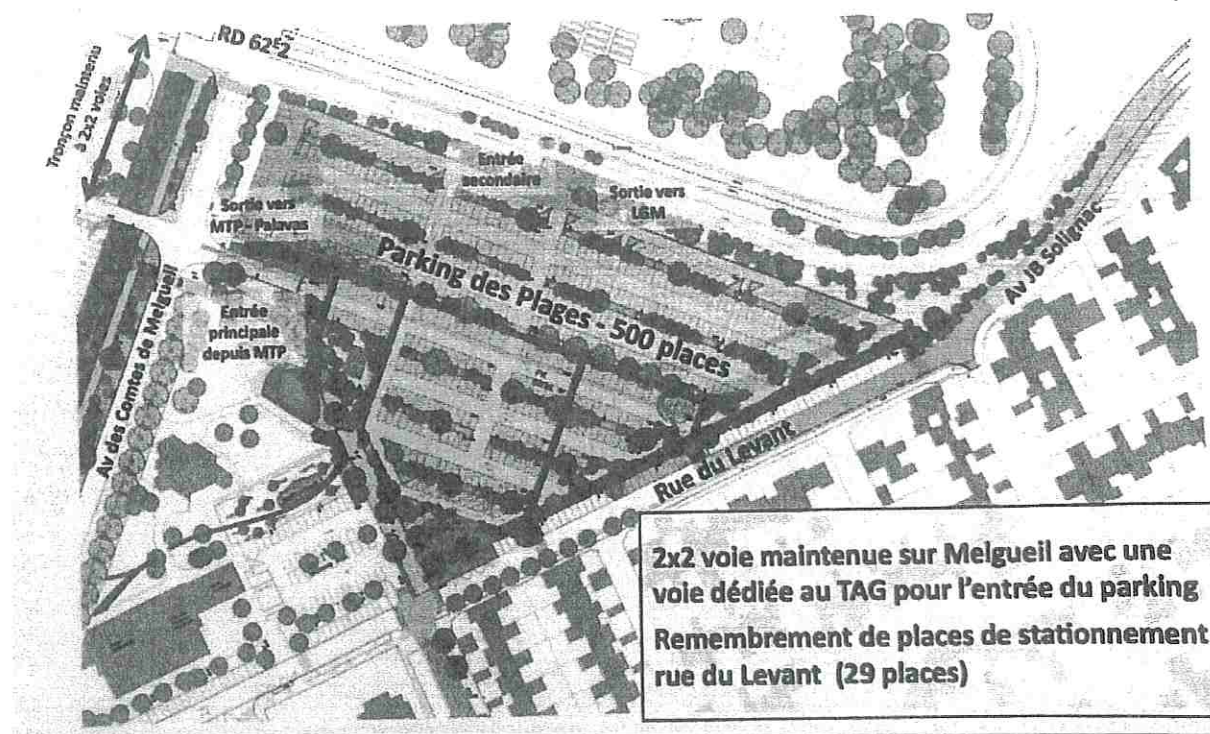 RD 62E2
Tronçon maintenu
à 2x2 voies
Entrée
secondaire
Sortie vers
LGM
Sortie vers
MTP - Palavas
Parking des Plages - 500 places
Av JB Solignac
Entrée
principale
depuis MTP
Av des Comtes de Melgueil
Rue du Levant
2x2 voie maintenue sur Melgueil avec une
voie dédiée au TAG pour l'entrée du parking
Remembrement de places de stationnement
rue du Levant (29 places)